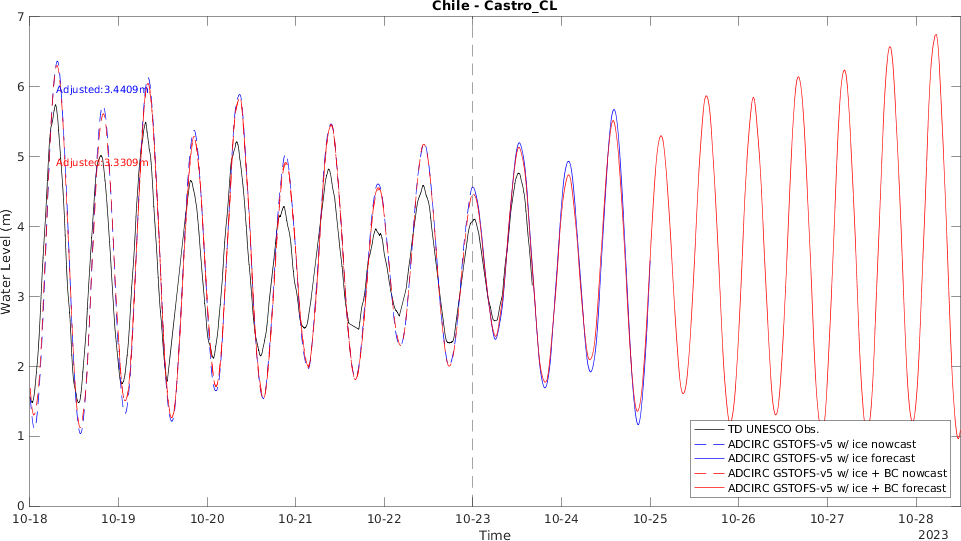 Chile - Castro_CL
7
6
5
4
3
2
1
0
Water Level (m)
Adjusted:3.4409m
Adjusted:3.3309m
TD UNESCO Obs.
ADCIRC GSTOFS-v5 w/ ice nowcast
ADCIRC GSTOFS-v5 w/ ice forecast
ADCIRC GSTOFS-v5 w/ ice + BC nowcast
ADCIRC GSTOFS-v5 w/ ice + BC forecast
10-18 10-19 10-20 10-21 10-22 10-23 10-24 10-25 10-26 10-27 10-28
Time
2023